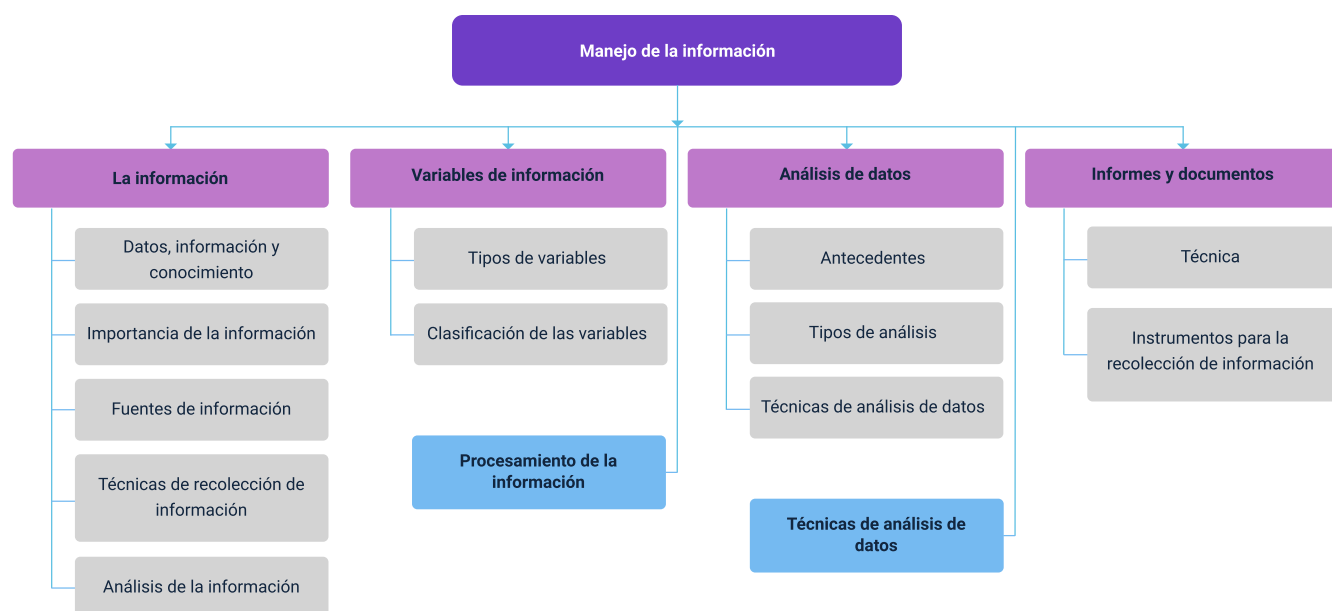 Manejo de la información
La información
Datos, información y
conocimiento
Importancia de la información
Fuentes de información
Técnicas de recolección de
información
Análisis de la información
Variables de información
Tipos de variables
Clasificación de las variables
Procesamiento de la
información
Análisis de datos
Antecedentes
Tipos de análisis
Técnicas de análisis de datos
Técnicas de análisis de
datos
Informes y documentos
Técnica
Instrumentos para la
recolección de información